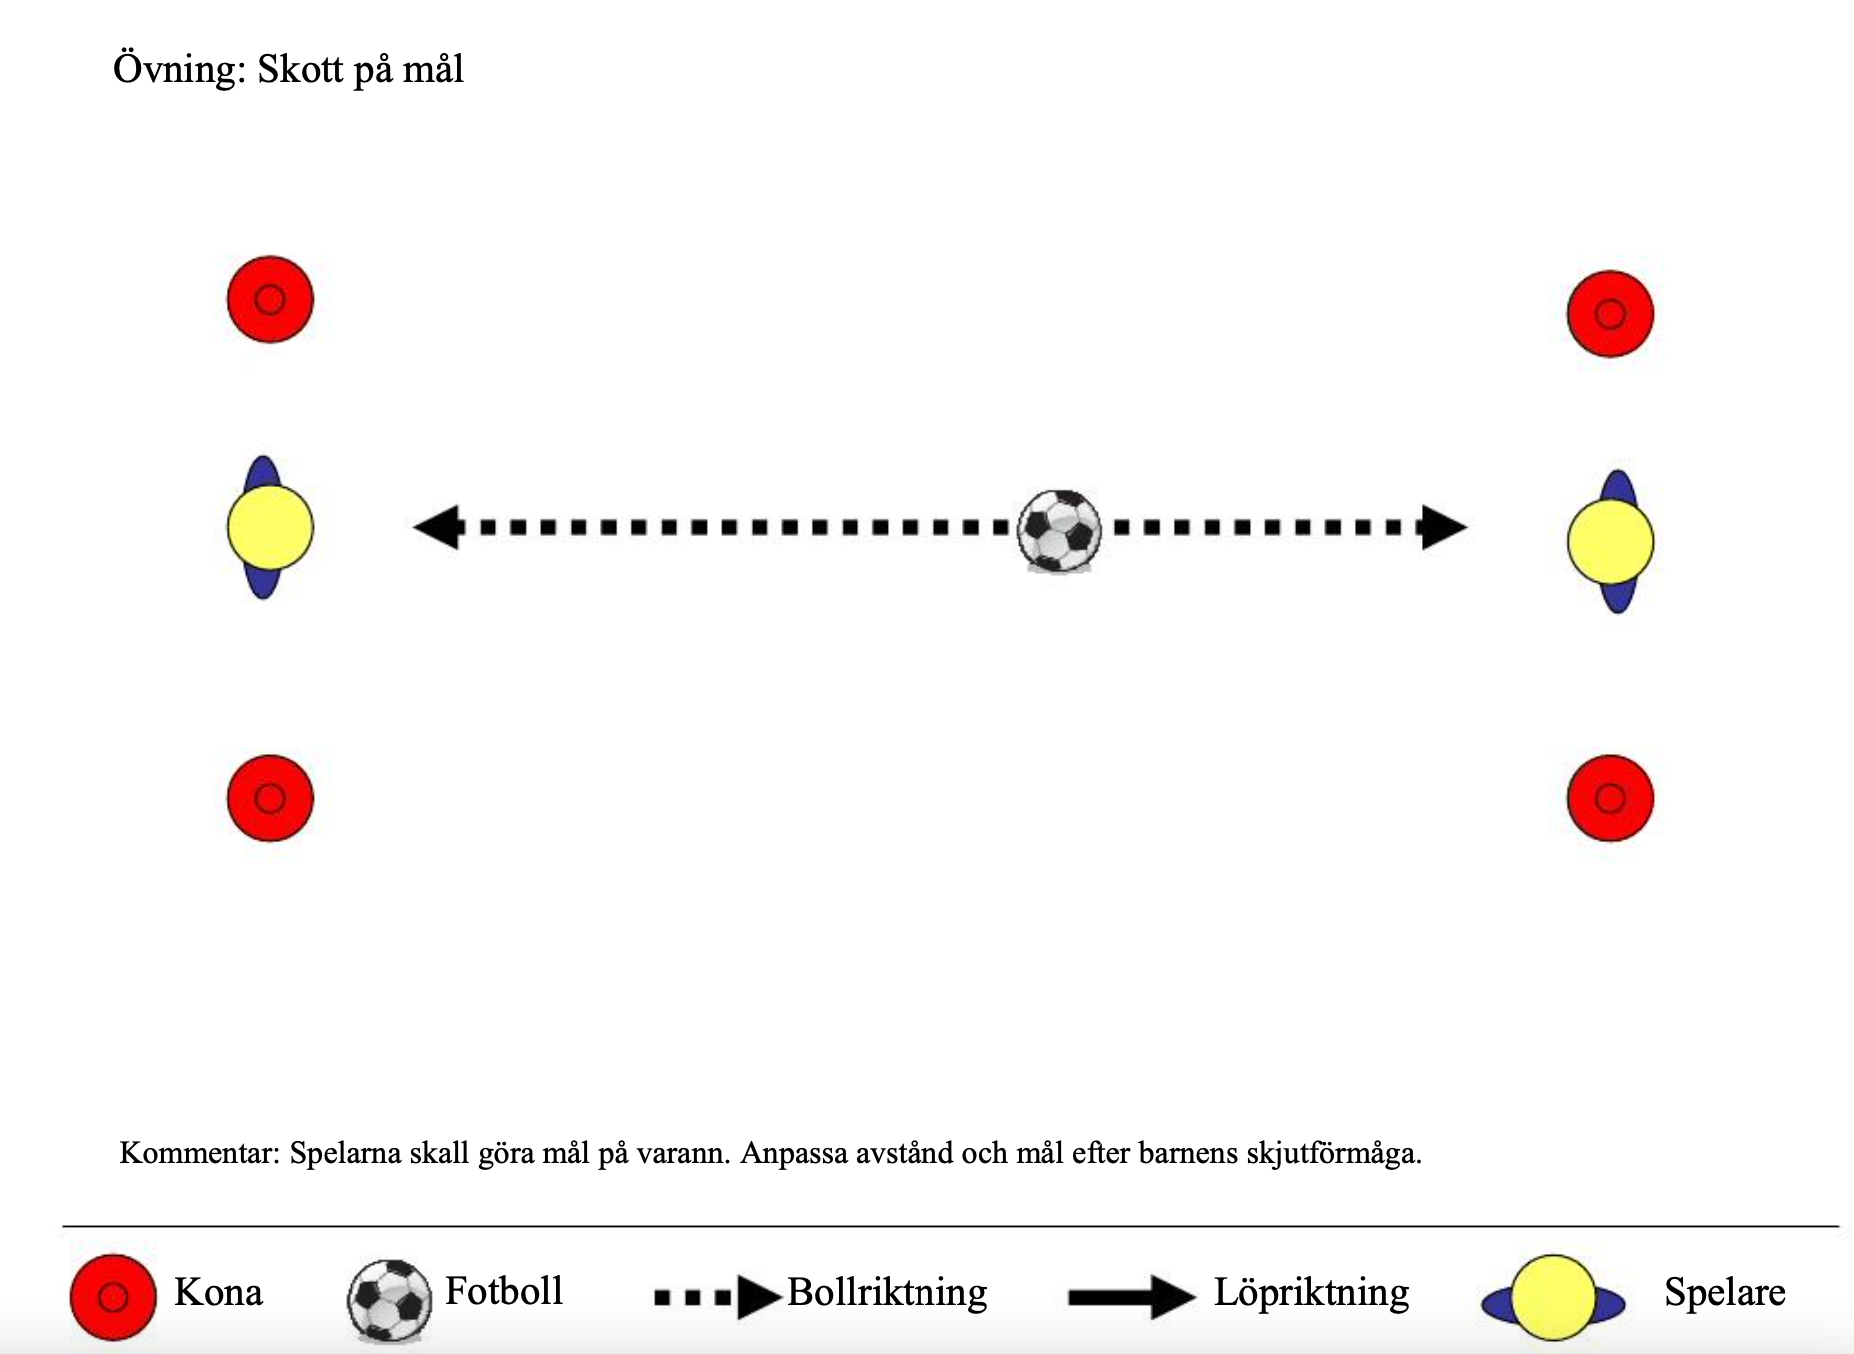 Övning: Skott på mål
Kommentar: Spelarna skall göra mål på varann. Anpassa avstånd och mål efter barnens skjutförmåga.
Kona Fotboll Bollriktning Löpriktning Spelare